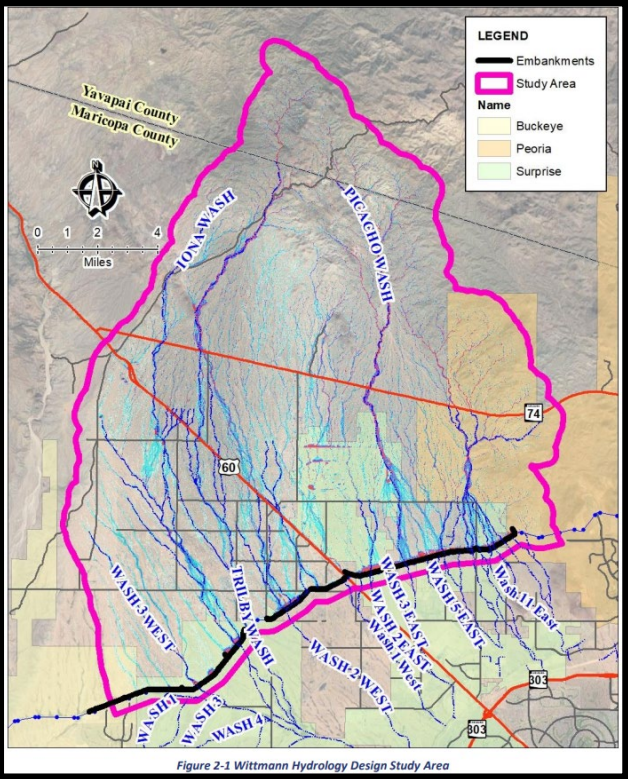 LEGEND
Embankments
Study Area
Name
Buckeye
Peoria
Surprise
Yavapai County
Maricopa County
N
0 1 2 4
Miles
IONA WASH
PICACHO WASH
74
60
WASH 3 WEST
TRILBY WASH
WASH 3 EAST
WASH 5 EAST
Wash 11 East
WASH 2 EAST
Wash 1 West
WASH 2 WEST
WASH 1
WASH 3
WASH 4
303
303
Figure 2-1 Wittmann Hydrology Design Study Area